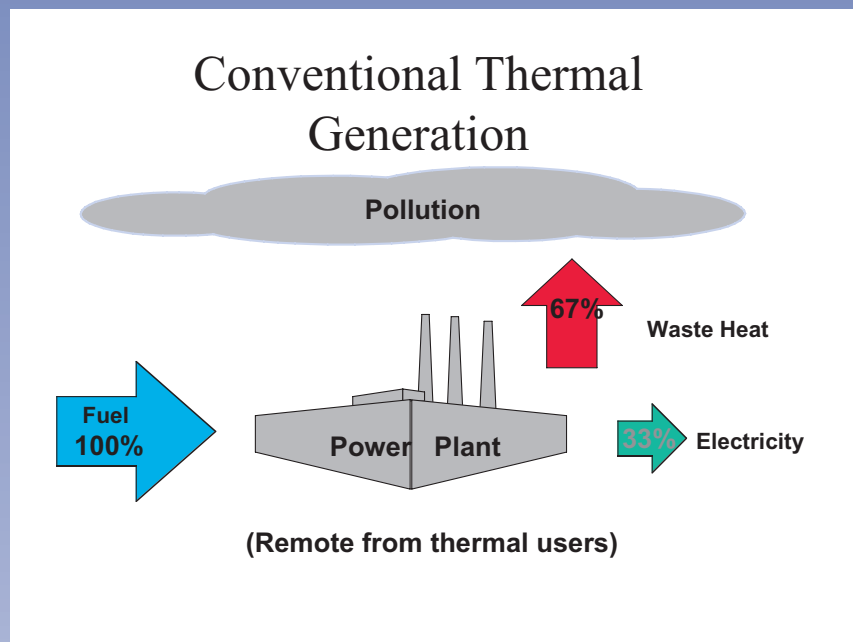 Conventional Thermal
Generation
Pollution
67%
Waste Heat
Fuel
100%
Power Plant
33%
Electricity
(Remote from thermal users)